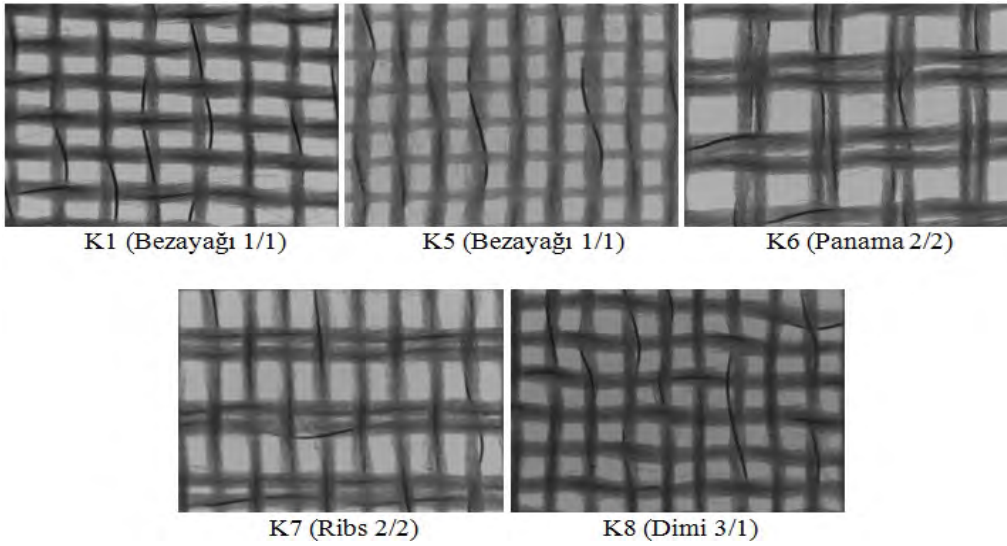 K1 (Bezayağı 1/1)
K5 (Bezayağı 1/1)
K6 (Panama 2/2)
K7 (Ribs 2/2)
K8 (Dimi 3/1)